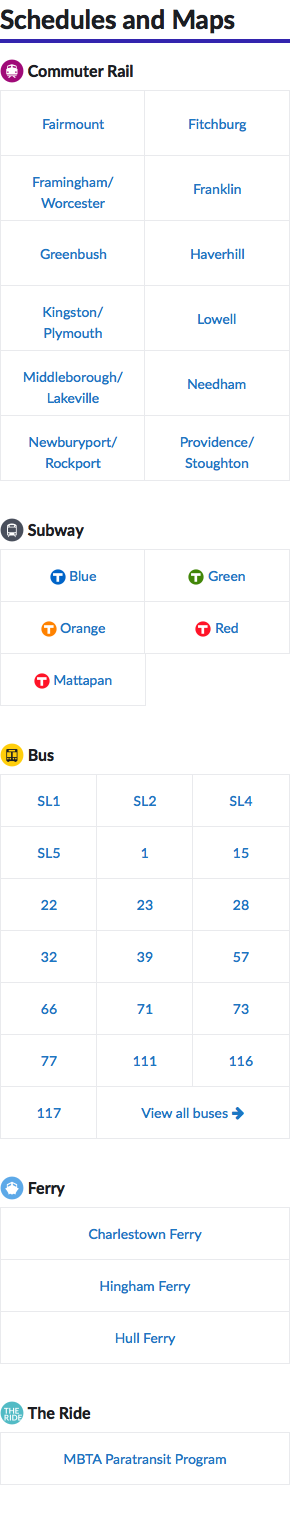 Schedules and Maps
Commuter Rail
Fairmount
Fitchburg
Framingham/
Worcester
Franklin
Greenbush
Haverhill
Kingston/
Plymouth
Lowell
Middleborough/
Lakeville
Needham
Newburyport/
Rockport
Providence/
Stoughton
Subway
T Blue
T Green
T Orange
T Red
T Mattapan
Bus
SL1
SL2
SL4
SL5
1
15
22
23
28
32
39
57
66
71
73
77
111
116
117
View all buses
Ferry
Charlestown Ferry
Hingham Ferry
Hull Ferry
THE
RIDE
The Ride
MBTA Paratransit Program